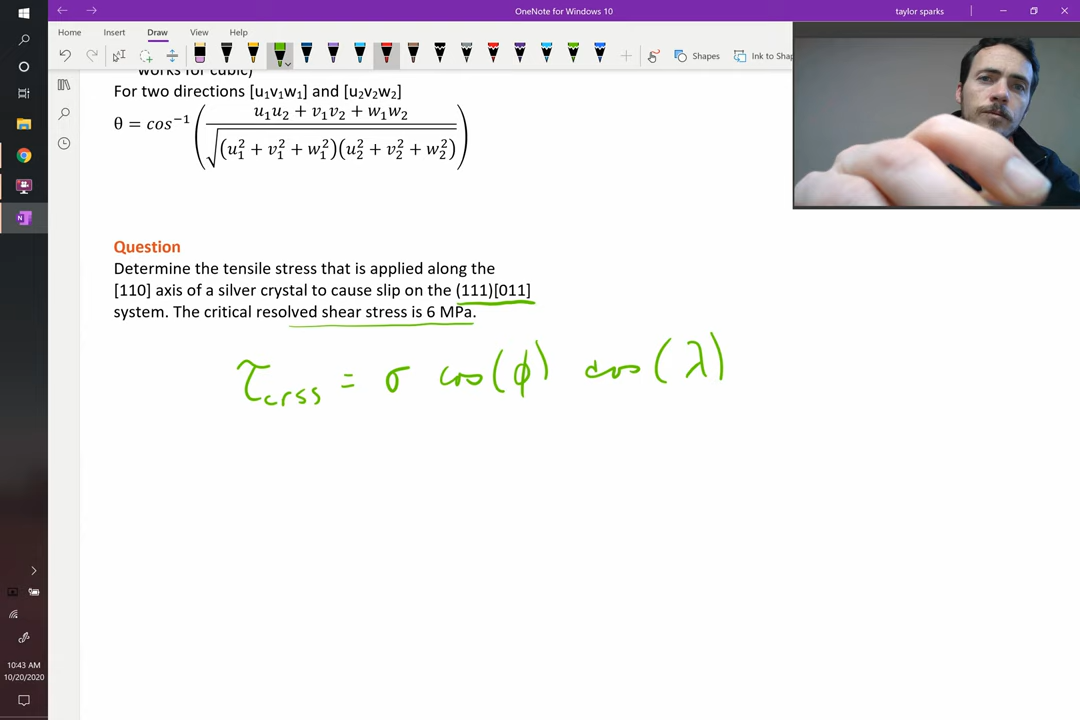 OneNote for Windows 10
taylor sparks
Home Insert Draw View Help
Shapes
Ink to Shap
works for cubic)
For two directions [u₁v₁w₁] and [u₂v₂w₂]
θ = cos⁻¹ ( u₁u₂ + v₁v₂ + w₁w₂ / √(u₁² + v₁² + w₁²)(u₂² + v₂² + w₂²) )
Question
Determine the tensile stress that is applied along the
[110] axis of a silver crystal to cause slip on the (111)[011]
system. The critical resolved shear stress is 6 MPa.
τcrss = σ cos(ϕ) cos(λ)
10:43 AM
10/20/2020